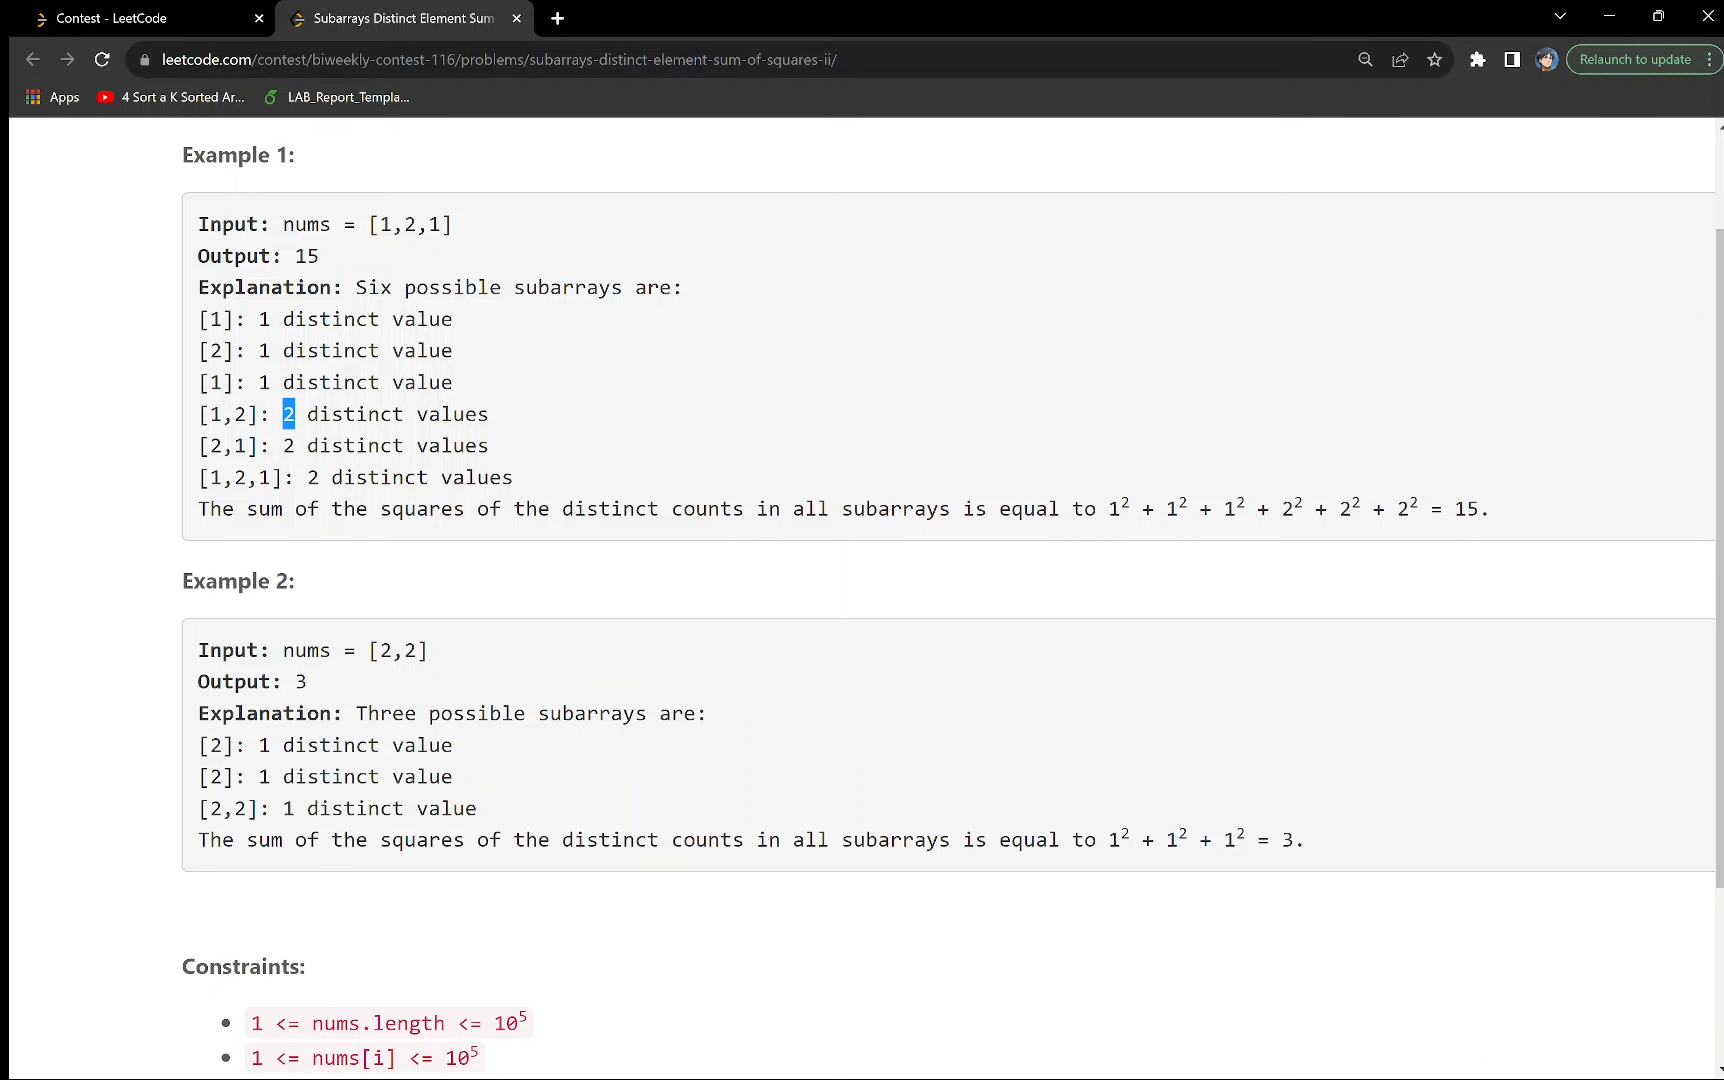 Contest - LeetCode
Subarrays Distinct Element Sum
leetcode.com/contest/biweekly-contest-116/problems/subarrays-distinct-element-sum-of-squares-ii/
Relaunch to update
Apps
4 Sort a K Sorted Ar...
LAB_Report_Templa...
Example 1:
Input: nums = [1,2,1]
Output: 15
Explanation: Six possible subarrays are:
[1]: 1 distinct value
[2]: 1 distinct value
[1]: 1 distinct value
[1,2]: 2 distinct values
[2,1]: 2 distinct values
[1,2,1]: 2 distinct values
The sum of the squares of the distinct counts in all subarrays is equal to 1² + 1² + 1² + 2² + 2² + 2² = 15.
Example 2:
Input: nums = [2,2]
Output: 3
Explanation: Three possible subarrays are:
[2]: 1 distinct value
[2]: 1 distinct value
[2,2]: 1 distinct value
The sum of the squares of the distinct counts in all subarrays is equal to 1² + 1² + 1² = 3.
Constraints:
• 1 <= nums.length <= 10⁵
• 1 <= nums[i] <= 10⁵